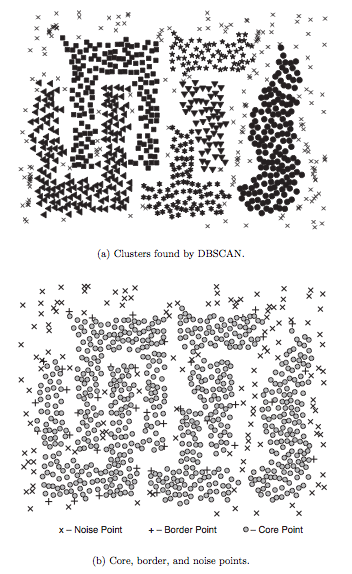 (a) Clusters found by DBSCAN.
x – Noise Point + – Border Point o – Core Point
(b) Core, border, and noise points.